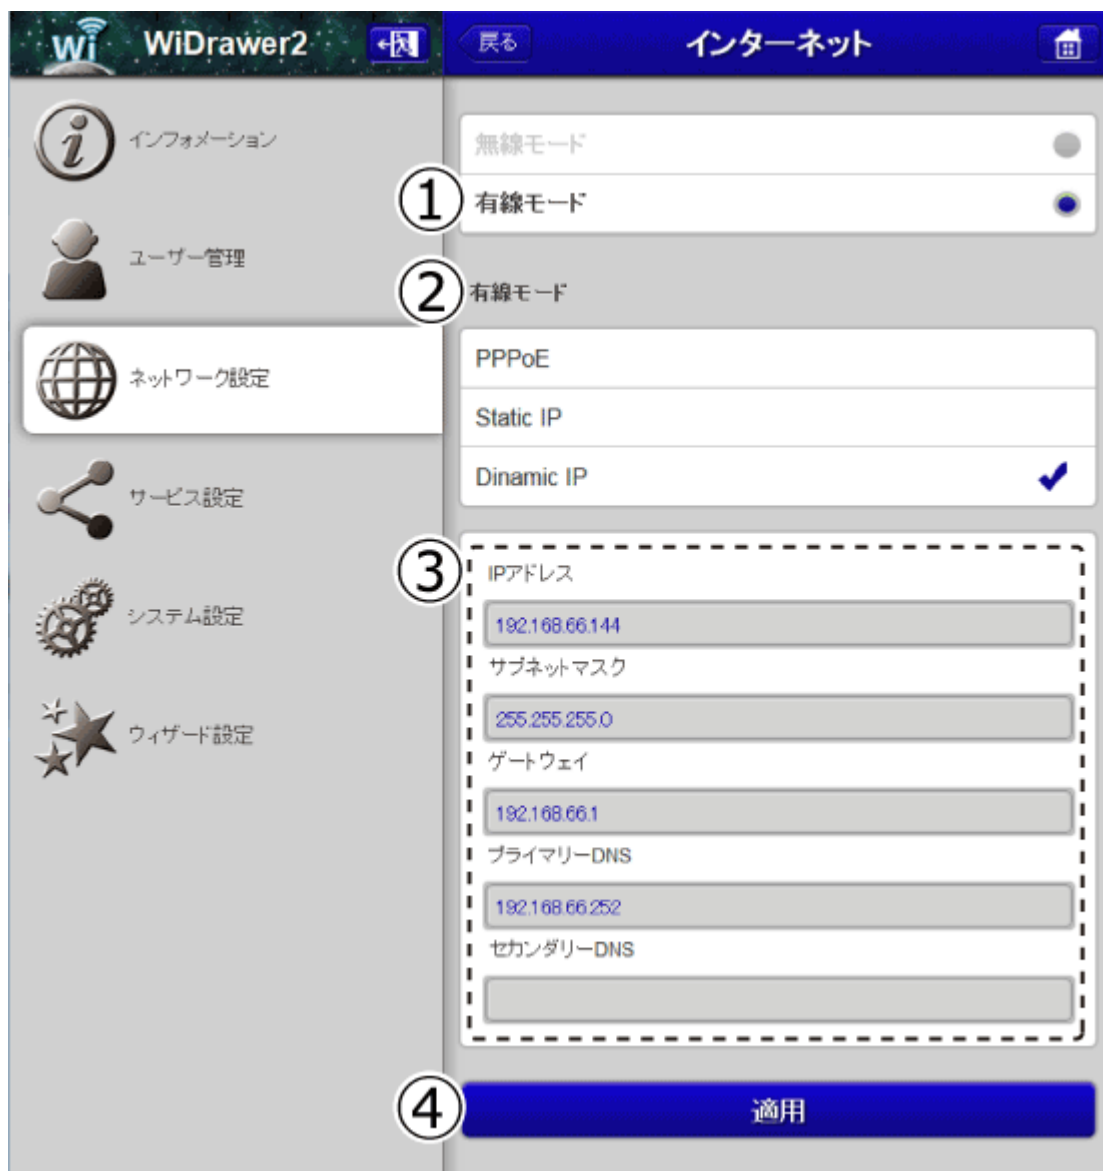 Wi
WiDrawer2
インフォメーション
ユーザー管理
ネットワーク設定
サービス設定
システム設定
ウィザード設定
戻る
インターネット
無線モード
① 有線モード
② 有線モード
PPPoE
Static IP
Dinamic IP
③
IPアドレス
192.168.66.144
サブネットマスク
255.255.255.0
ゲートウェイ
192.168.66.1
プライマリーDNS
192.168.66.252
セカンダリーDNS
④ 適用